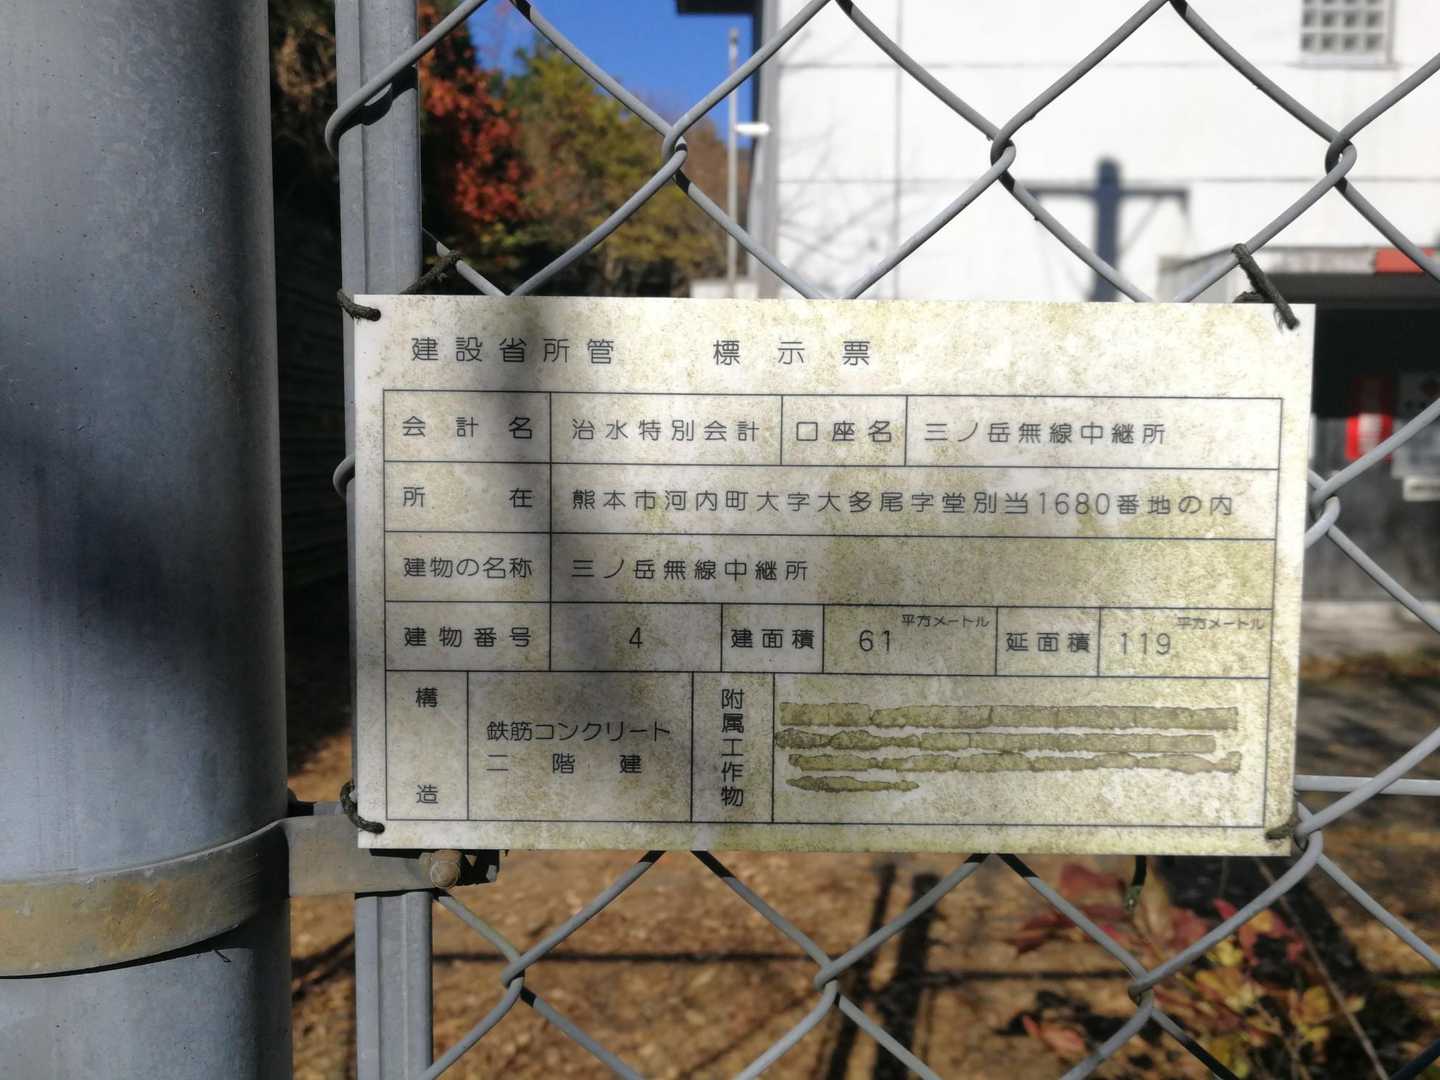 建設省所管 標示票
会計名 治水特別会計 口座名 三ノ岳無線中継所
所在 熊本市河内町大字大多尾字堂別当1680番地の内
建物の名称 三ノ岳無線中継所
建物番号 4 建面積 61 平方メートル 延面積 119 平方メートル
構造 鉄筋コンクリート
二階建
附属工作物